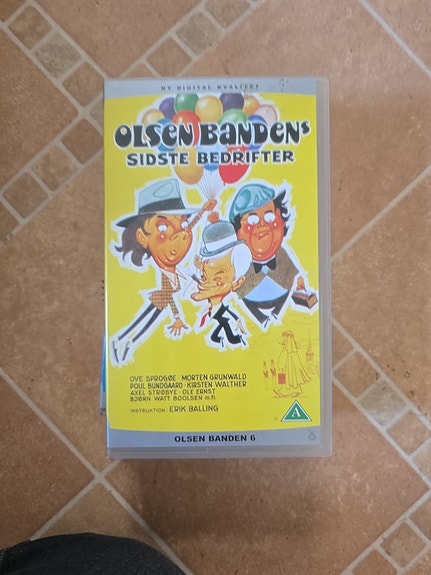 NY DIGITAL KVALITET
OLSEN BANDENS
SIDSTE BEDRIFTER
OVE SPROGØE · MORTEN GRUNWALD
POUL BUNDGAARD · KIRSTEN WALTHER
AXEL STRØBYE · OLE ERNST
BJØRN WATT BOOLSEN m.fl.
INSTRUKTION: ERIK BALLING
A
OLSEN BANDEN 6